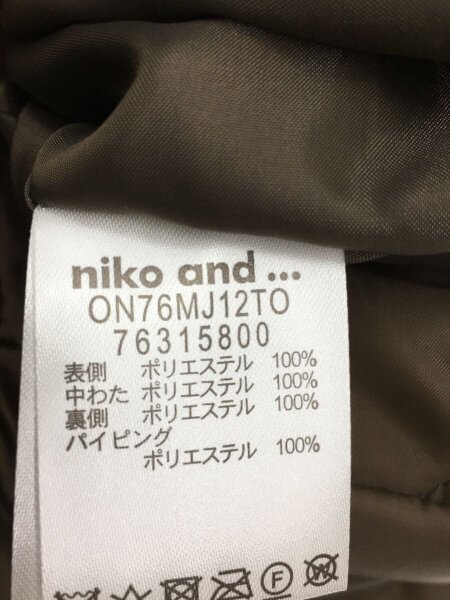 niko and ...
ON76MJ12TO
76315800
表側 ポリエステル 100%
中わた ポリエステル 100%
裏側 ポリエステル 100%
パイピング
ポリエステル 100%
F W